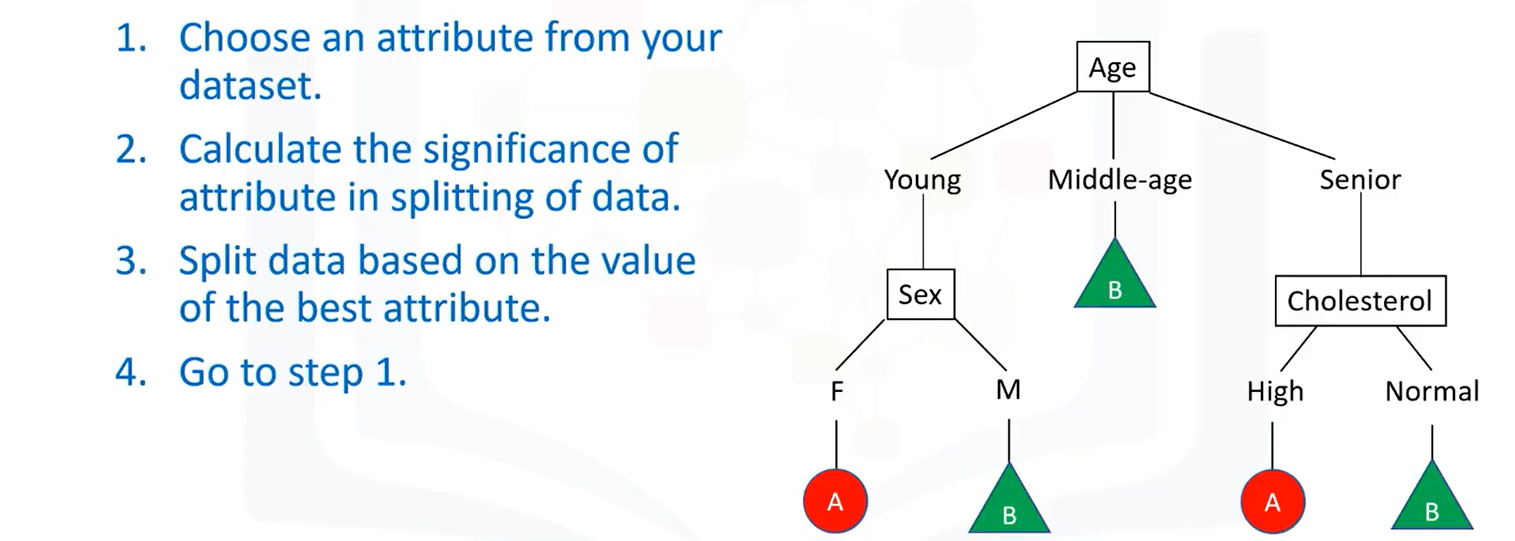 1. Choose an attribute from your
dataset.
2. Calculate the significance of
attribute in splitting of data.
3. Split data based on the value
of the best attribute.
4. Go to step 1.
Age
Young Middle-age Senior
B
Sex Cholesterol
F M High Normal
A B A B